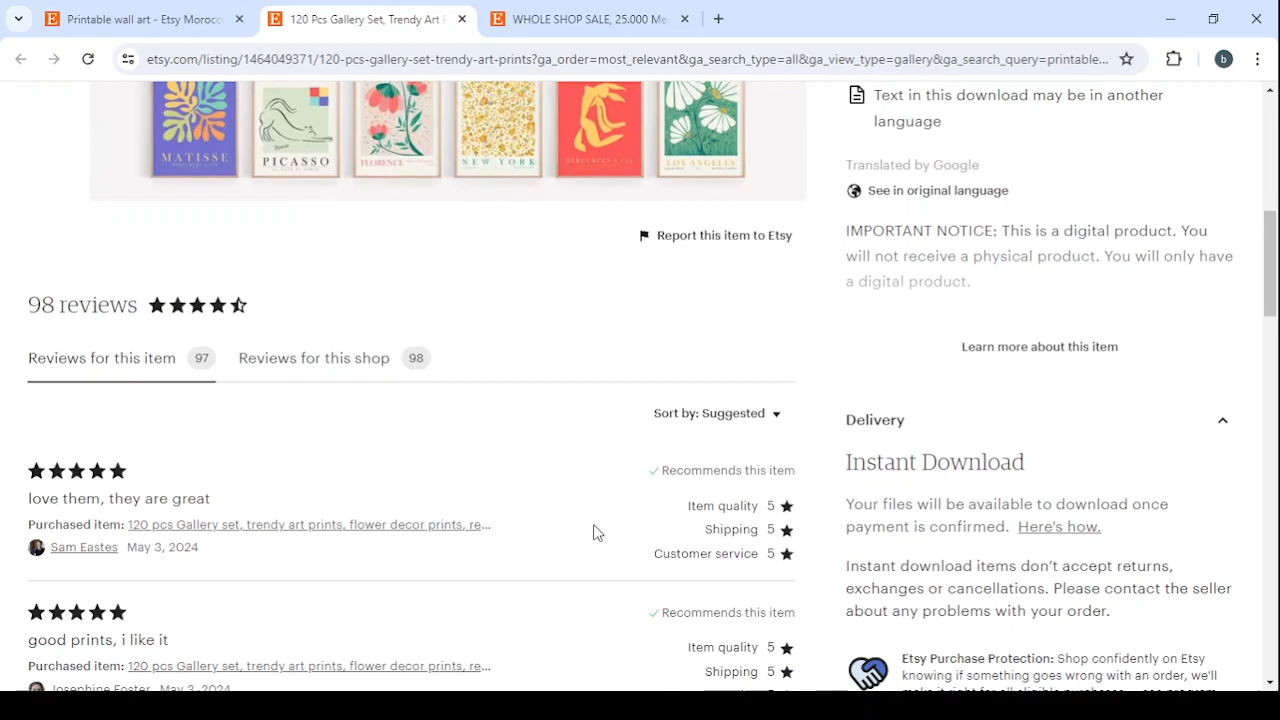 Printable wall art - Etsy Morocc
120 Pcs Gallery Set, Trendy Art
WHOLE SHOP SALE, 25.000 Me
etsy.com/listing/1464049371/120-pcs-gallery-set-trendy-art-prints?ga_order=most_relevant&ga_search_type=all&ga_view_type=gallery&ga_search_query=printable...
b
MATISSE
PICASSO
FLORENCE
NEW YORK
LOS ANGELES
Report this item to Etsy
98 reviews
Reviews for this item 97
Reviews for this shop 98
Sort by: Suggested
Recommends this item
love them, they are great
Item quality 5
Purchased item: 120 pcs Gallery set, trendy art prints, flower decor prints, re...
Shipping 5
Sam Eastes May 3, 2024
Customer service 5
Recommends this item
good prints, i like it
Item quality 5
Purchased item: 120 pcs Gallery set, trendy art prints, flower decor prints, re...
Shipping 5
Josephine Foster May 3, 2024
Text in this download may be in another
language
Translated by Google
See in original language
IMPORTANT NOTICE: This is a digital product. You
will not receive a physical product. You will only have
a digital product.
Learn more about this item
Delivery
Instant Download
Your files will be available to download once
payment is confirmed. Here's how.
Instant download items don't accept returns,
exchanges or cancellations. Please contact the seller
about any problems with your order.
Etsy Purchase Protection: Shop confidently on Etsy
knowing if something goes wrong with an order, we'll